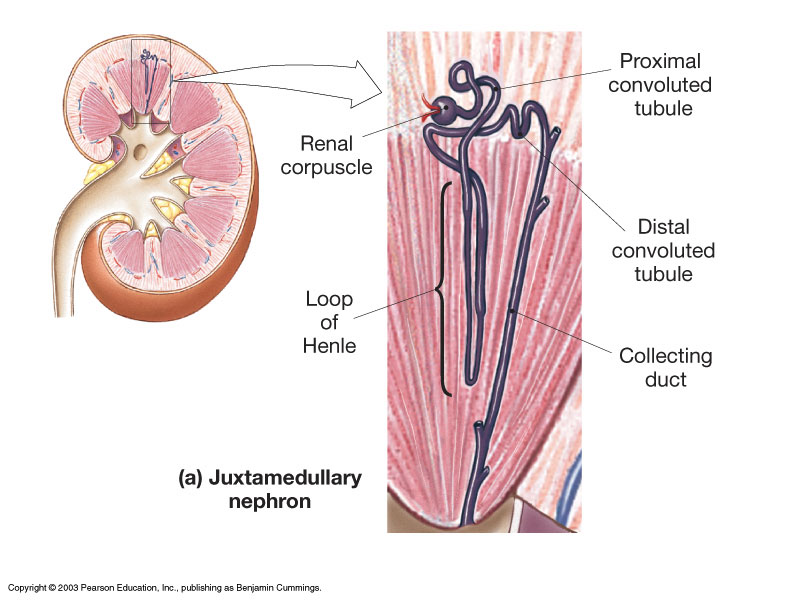 Proximal
convoluted
tubule
Renal
corpuscle
Distal
convoluted
tubule
Loop
of
Henle
Collecting
duct
(a) Juxtamedullary
nephron
Copyright © 2003 Pearson Education, Inc., publishing as Benjamin Cummings.